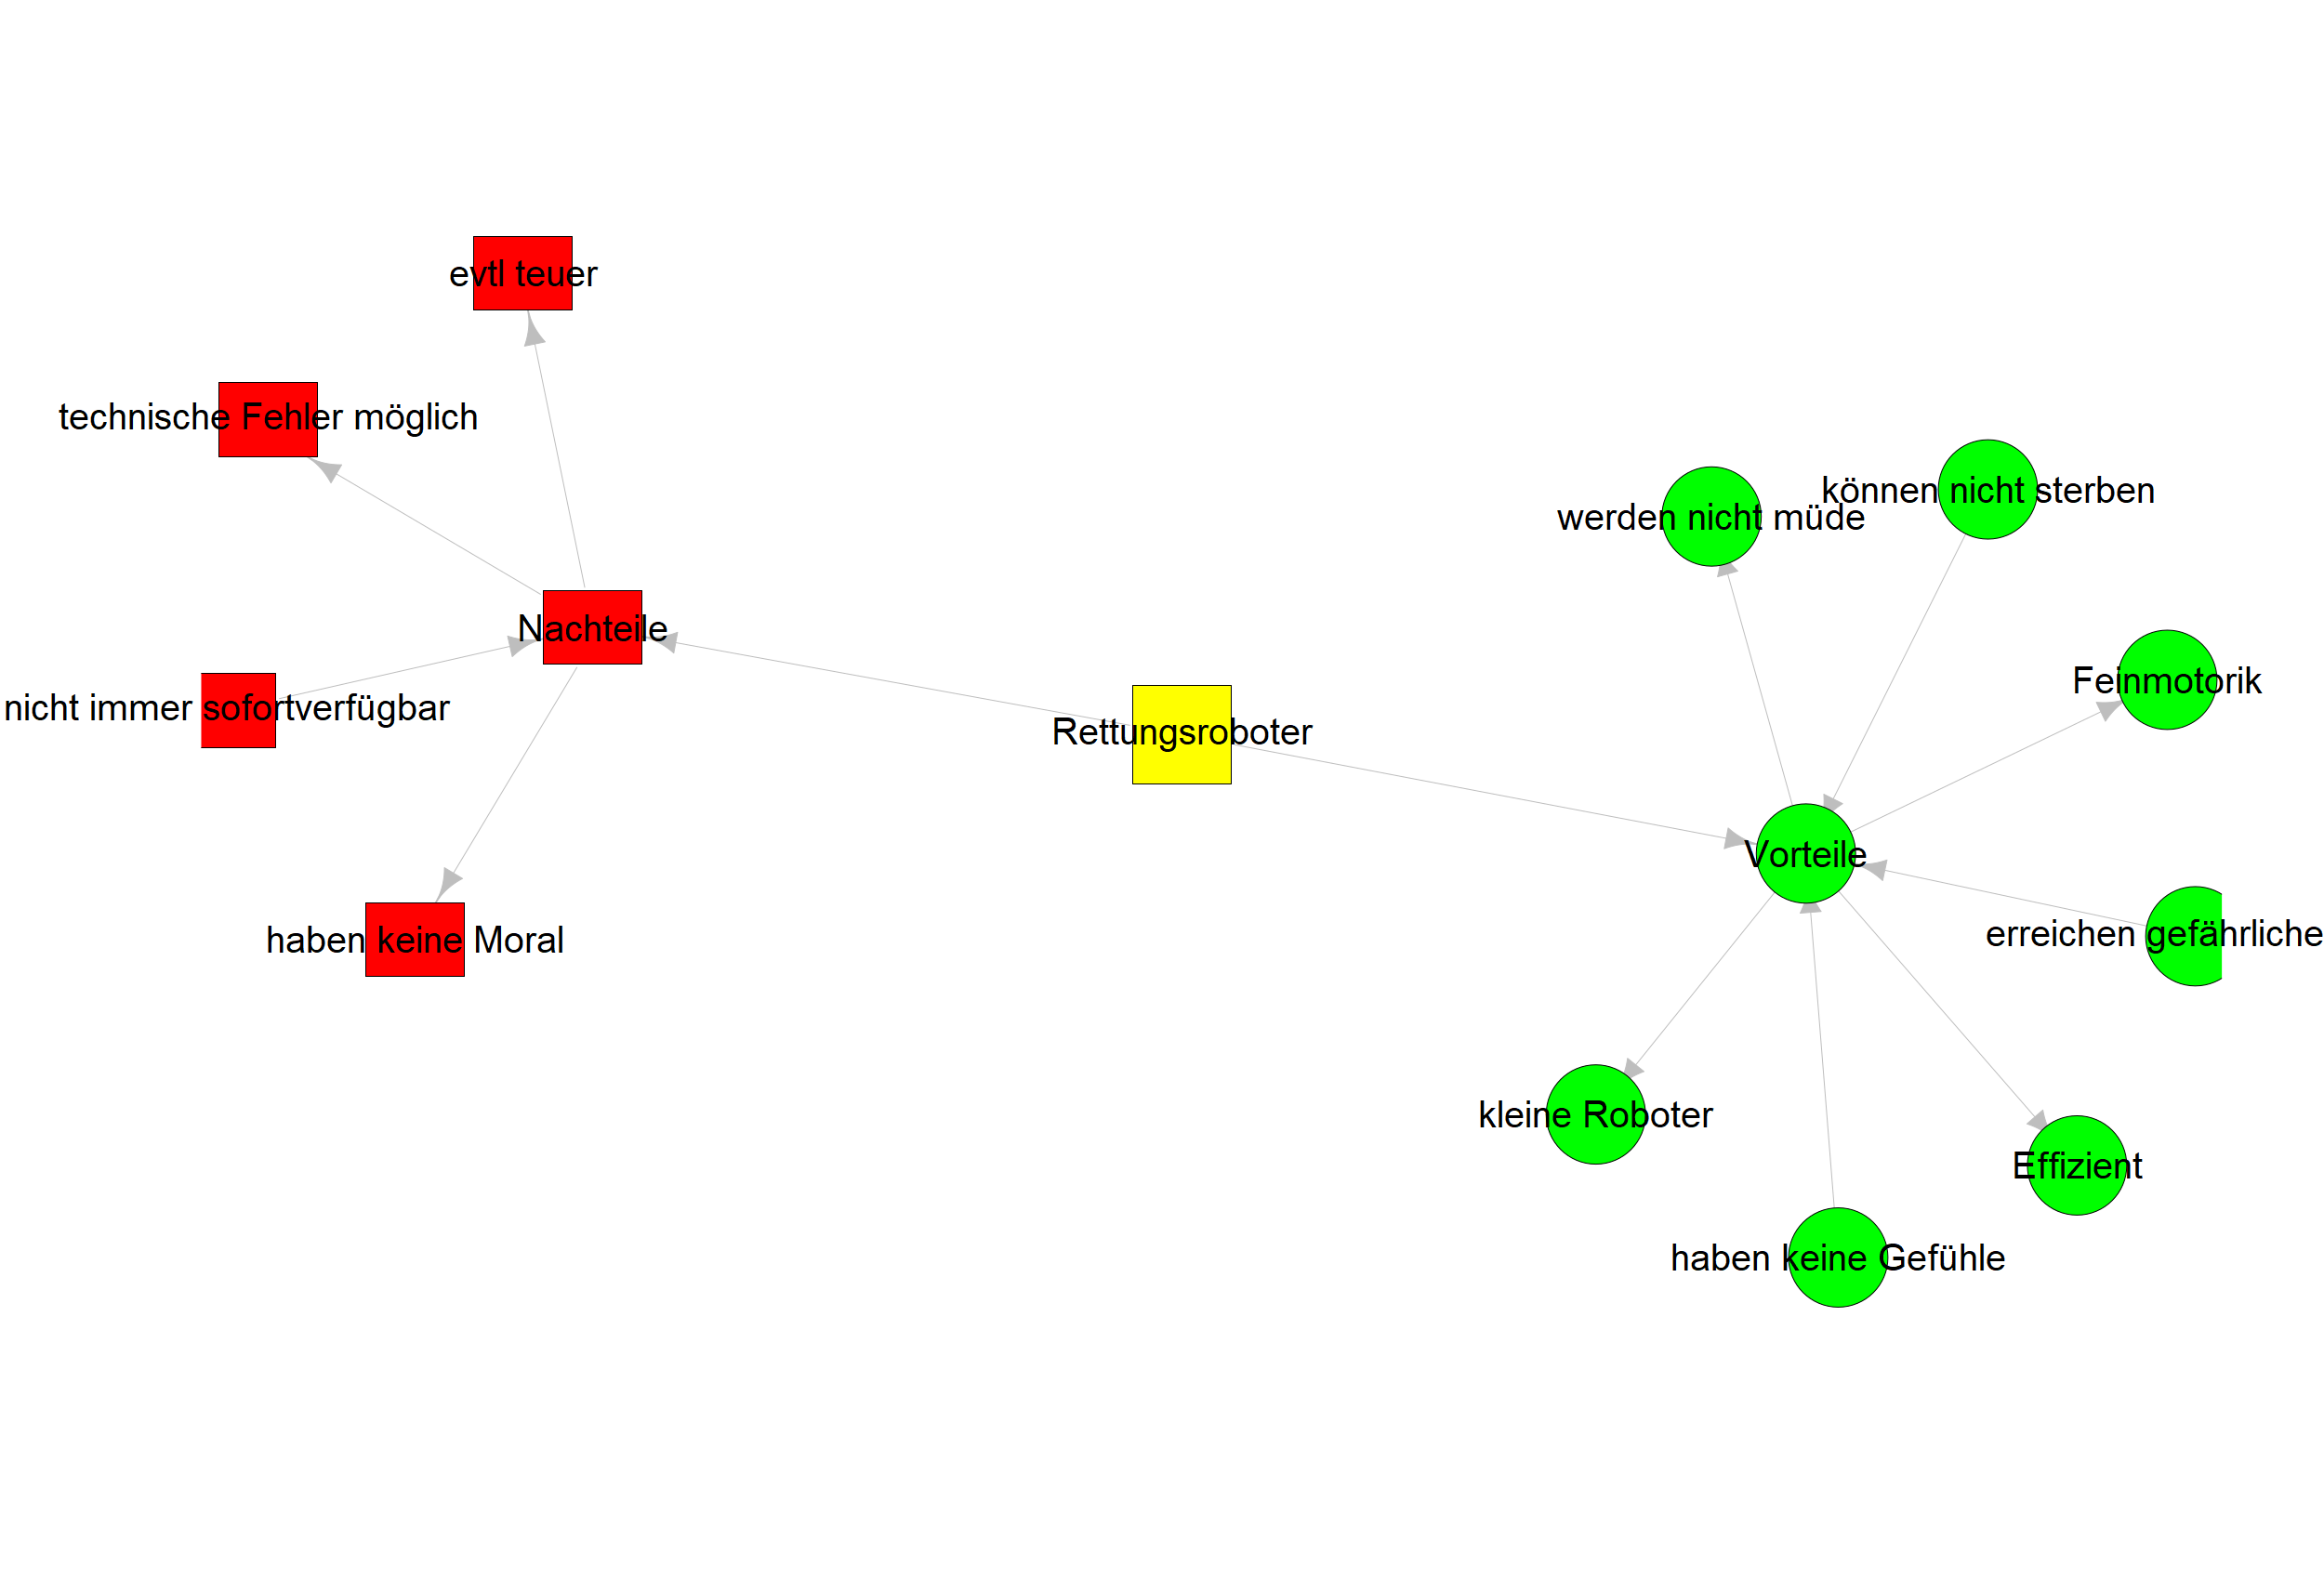 evtl teuer
technische Fehler möglich
Nachteile
nicht immer sofortverfügbar
haben keine Moral
Rettungsroboter
können nicht sterben
werden nicht müde
Feinmotorik
Vorteile
erreichen gefährliche
kleine Roboter
Effizient
haben keine Gefühle